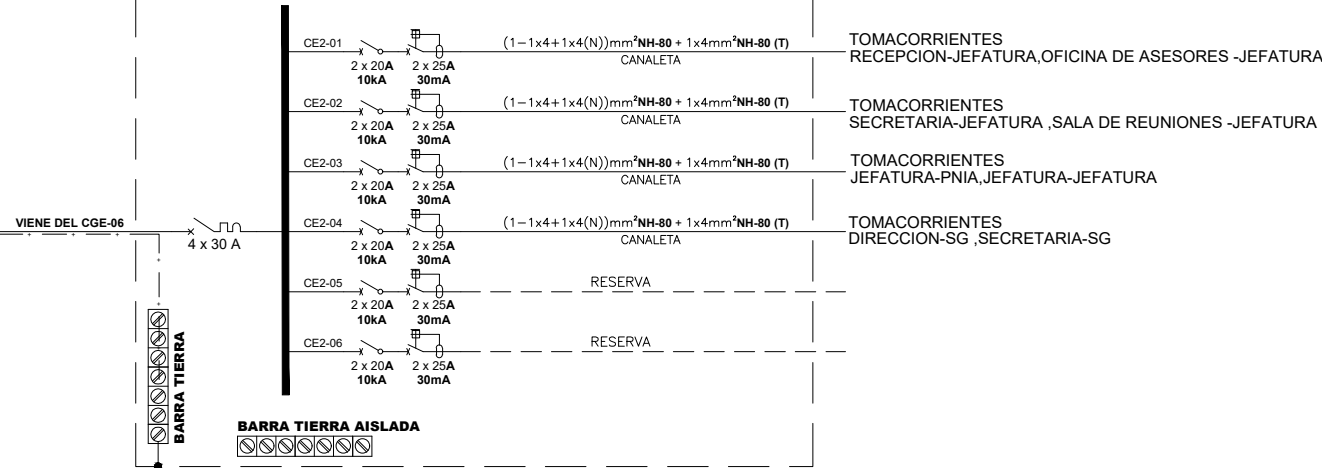 CE2-01
2 x 20A
10kA
2 x 25A
30mA
(1-1x4+1x4(N))mm²NH-80 + 1x4mm²NH-80 (T)
CANALETA
TOMACORRIENTES
RECEPCION-JEFATURA,OFICINA DE ASESORES -JEFATURA
CE2-02
2 x 20A
10kA
2 x 25A
30mA
(1-1x4+1x4(N))mm²NH-80 + 1x4mm²NH-80 (T)
CANALETA
TOMACORRIENTES
SECRETARIA-JEFATURA ,SALA DE REUNIONES -JEFATURA
CE2-03
2 x 20A
10kA
2 x 25A
30mA
(1-1x4+1x4(N))mm²NH-80 + 1x4mm²NH-80 (T)
CANALETA
TOMACORRIENTES
JEFATURA-PNIA,JEFATURA-JEFATURA
VIENE DEL CGE-06
4 x 30 A
CE2-04
2 x 20A
10kA
2 x 25A
30mA
(1-1x4+1x4(N))mm²NH-80 + 1x4mm²NH-80 (T)
CANALETA
TOMACORRIENTES
DIRECCION-SG ,SECRETARIA-SG
CE2-05
2 x 20A
10kA
2 x 25A
30mA
RESERVA
CE2-06
2 x 20A
10kA
2 x 25A
30mA
RESERVA
BARRA TIERRA
BARRA TIERRA AISLADA